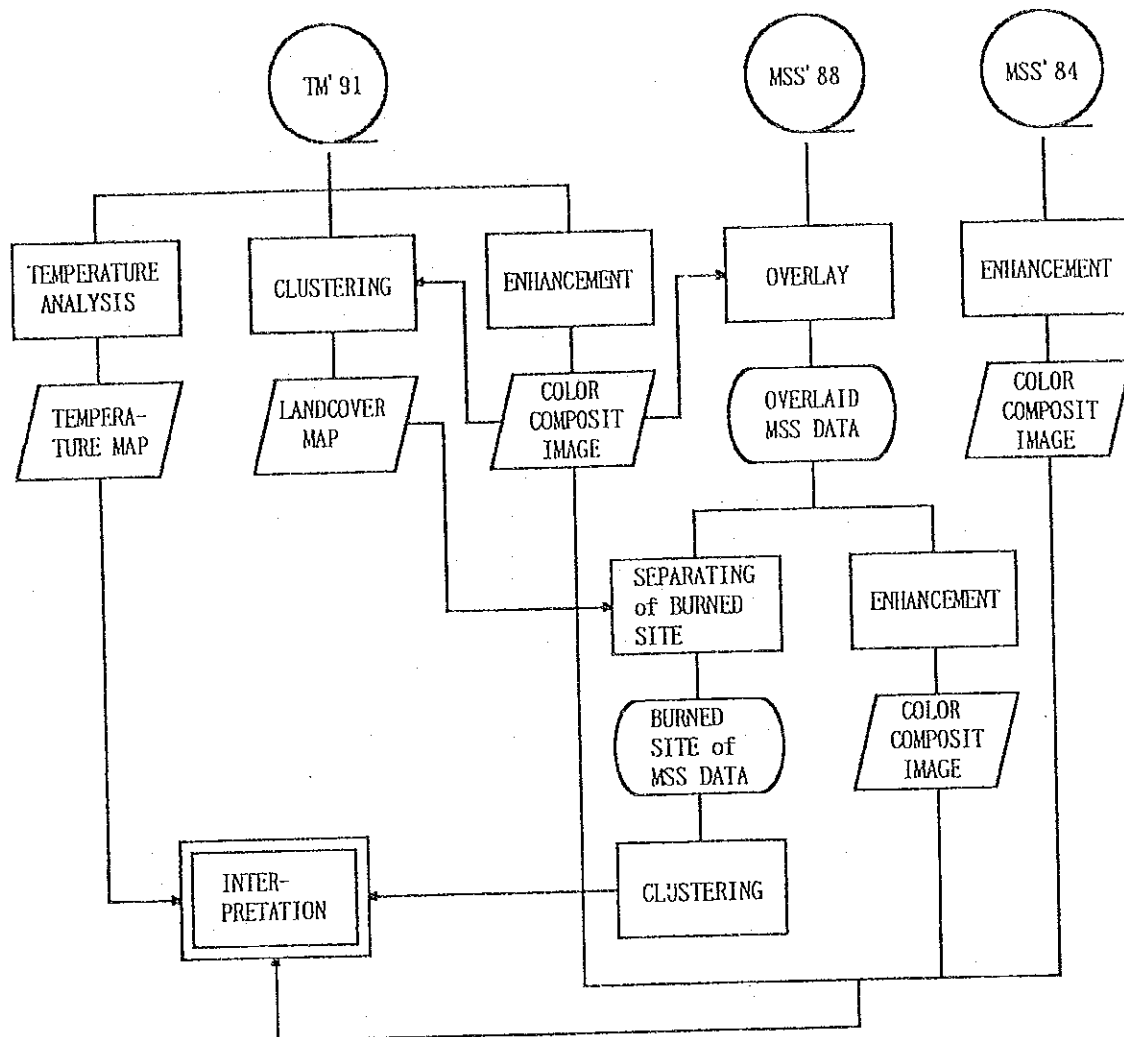 TM'91
MSS'88
MSS'84
TEMPERATURE
ANALYSIS
CLUSTERING
ENHANCEMENT
OVERLAY
ENHANCEMENT
TEMPERA-
TURE MAP
LANDCOVER
MAP
COLOR
COMPOSIT
IMAGE
OVERLAID
MSS DATA
COLOR
COMPOSIT
IMAGE
SEPARATING
of BURNED
SITE
ENHANCEMENT
BURNED
SITE of
MSS DATA
COLOR
COMPOSIT
IMAGE
INTER-
PRETATION
CLUSTERING